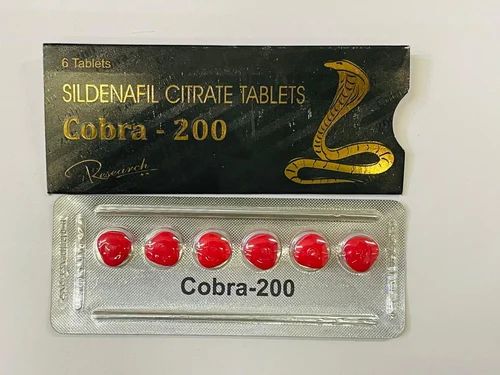 6 Tablets
SILDENAFIL CITRATE TABLETS
Cobra - 200
Research
Cobra-200